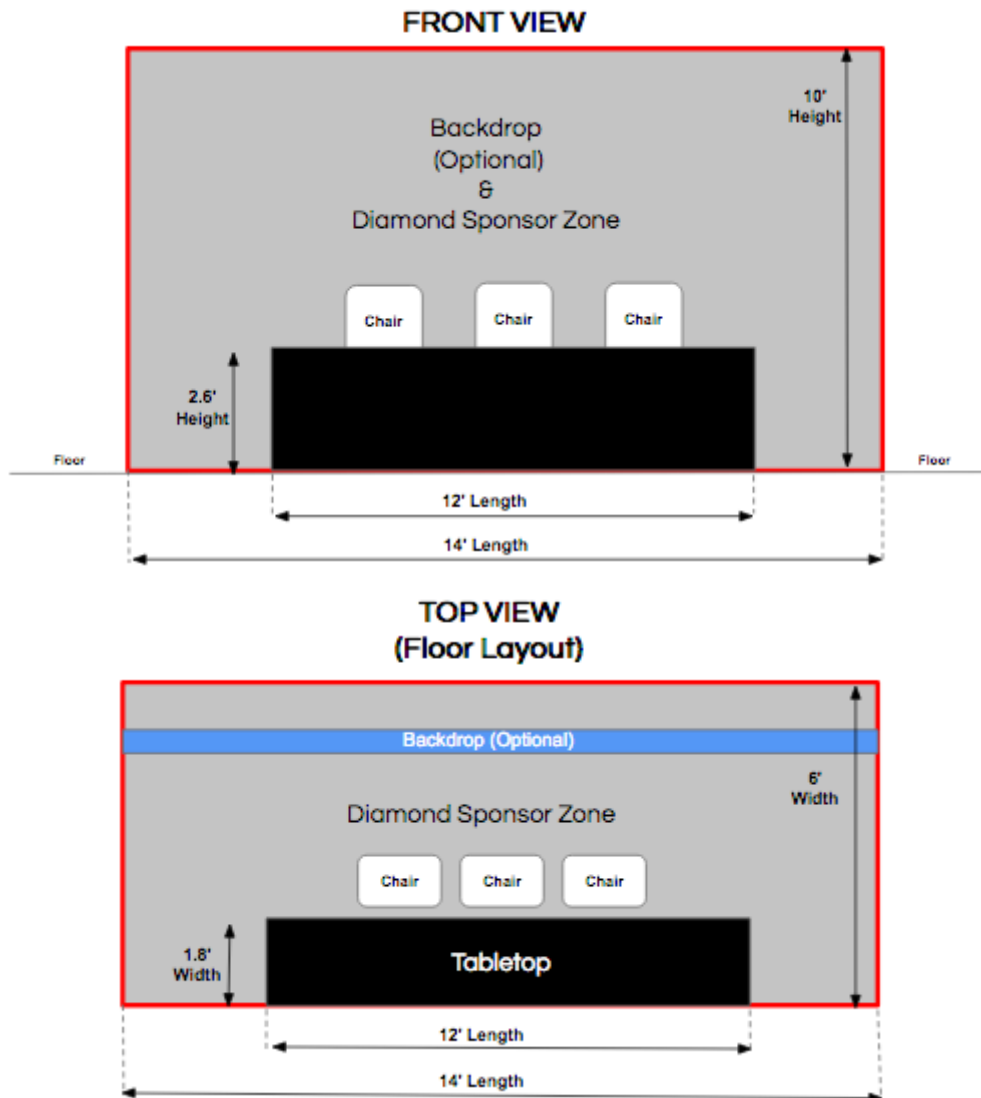 FRONT VIEW
10'
Height
Backdrop
(Optional)
&
Diamond Sponsor Zone
Chair
Chair
Chair
2.6'
Height
Floor
Floor
12' Length
14' Length
TOP VIEW
(Floor Layout)
Backdrop (Optional)
6'
Width
Diamond Sponsor Zone
Chair
Chair
Chair
1.8'
Width
Tabletop
12' Length
14' Length